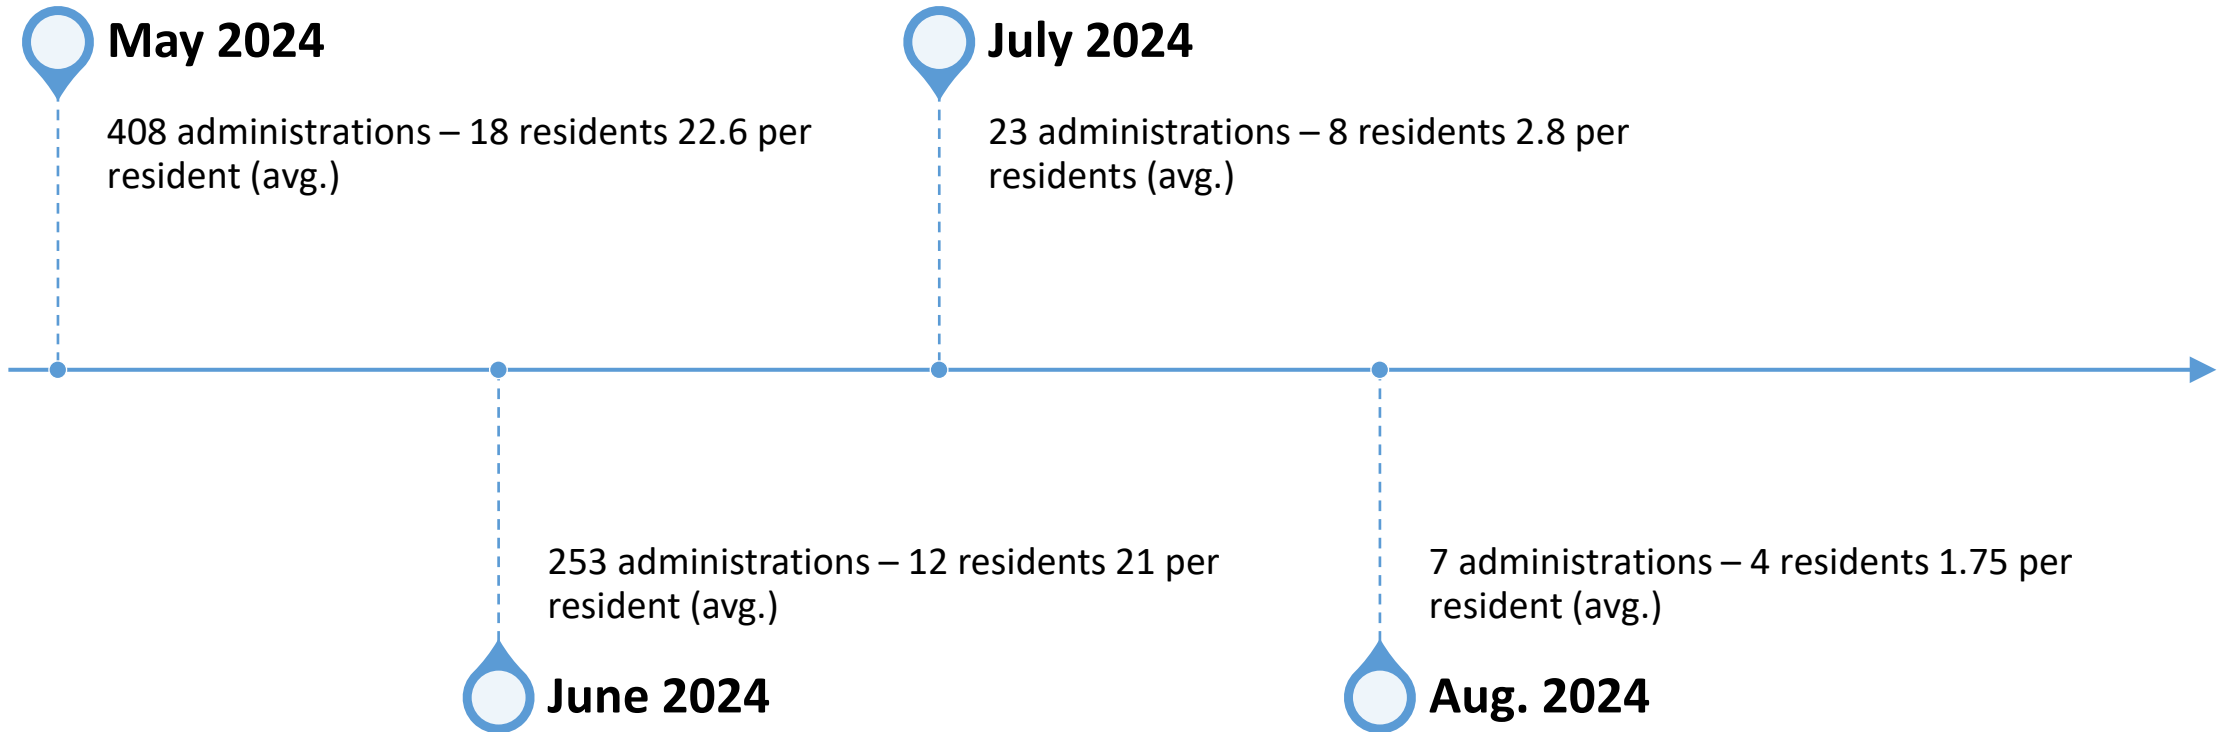 May 2024
408 administrations – 18 residents 22.6 per
resident (avg.)
253 administrations – 12 residents 21 per
resident (avg.)
June 2024
July 2024
23 administrations – 8 residents 2.8 per
residents (avg.)
7 administrations – 4 residents 1.75 per
resident (avg.)
Aug. 2024